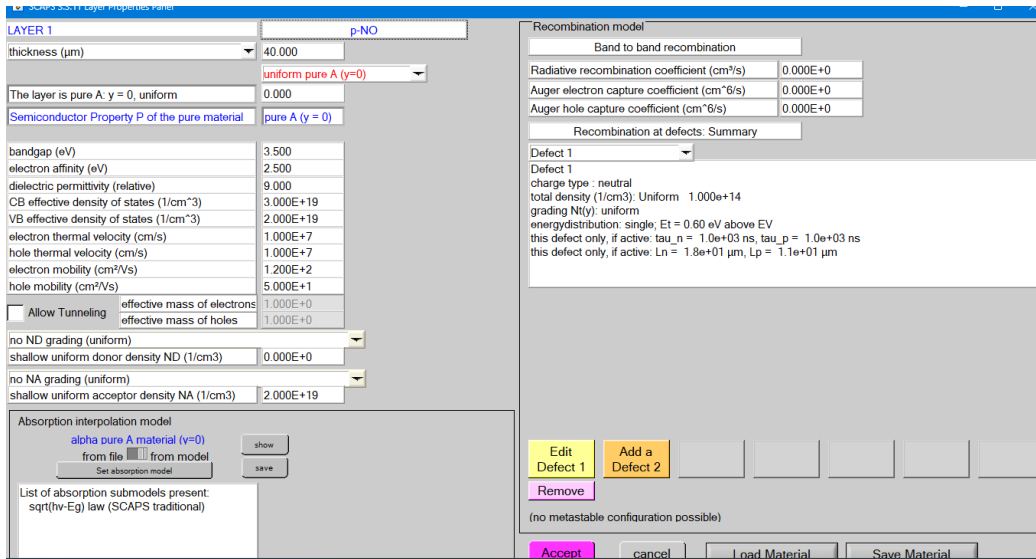 SCAPS 3.3.11 Layer Properties Panel
LAYER 1 p-NO
thickness (µm) 40.000
uniform pure A (y=0)
The layer is pure A: y = 0, uniform 0.000
Semiconductor Property P of the pure material pure A (y = 0)
bandgap (eV) 3.500
electron affinity (eV) 2.500
dielectric permittivity (relative) 9.000
CB effective density of states (1/cm^3) 3.000E+19
VB effective density of states (1/cm^3) 2.000E+19
electron thermal velocity (cm/s) 1.000E+7
hole thermal velocity (cm/s) 1.000E+7
electron mobility (cm²/Vs) 1.200E+2
hole mobility (cm²/Vs) 5.000E+1
Allow Tunneling
effective mass of electrons 1.000E+0
effective mass of holes 1.000E+0
no ND grading (uniform)
shallow uniform donor density ND (1/cm3) 0.000E+0
no NA grading (uniform)
shallow uniform acceptor density NA (1/cm3) 2.000E+19
Absorption interpolation model
alpha pure A material (y=0)
from file from model
show
Set absorption model
save
List of absorption submodels present:
sqrt(hv-Eg) law (SCAPS traditional)
Recombination model
Band to band recombination
Radiative recombination coefficient (cm³/s) 0.000E+0
Auger electron capture coefficient (cm^6/s) 0.000E+0
Auger hole capture coefficient (cm^6/s) 0.000E+0
Recombination at defects: Summary
Defect 1
Defect 1
charge type : neutral
total density (1/cm3): Uniform 1.000e+14
grading Nt(y): uniform
energydistribution: single; Et = 0.60 eV above EV
this defect only, if active: tau_n = 1.0e+03 ns, tau_p = 1.0e+03 ns
this defect only, if active: Ln = 1.8e+01 µm, Lp = 1.1e+01 µm
Edit
Defect 1
Add a
Defect 2
Remove
(no metastable configuration possible)
Accept cancel Load Material Save Material